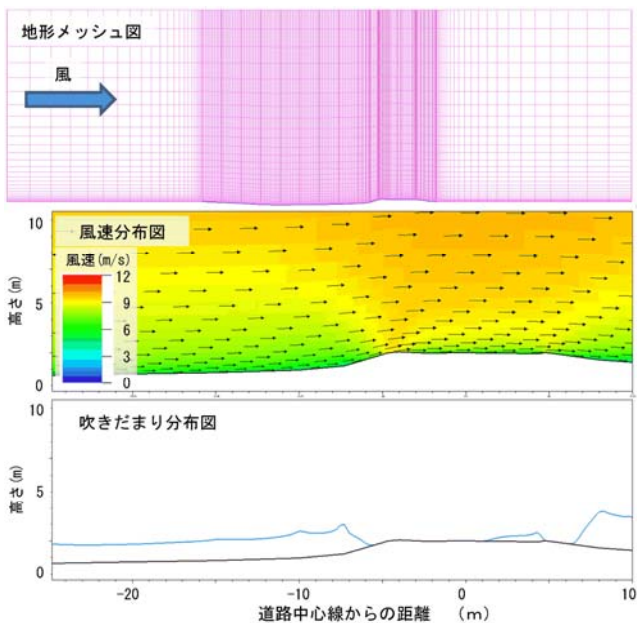 地形メッシュ図
風
10
風速分布図
風速(m/s)
12
9
6
3
0
高さ(m)
5
0
10
吹きだまり分布図
高さ(m)
5
0
-20
-10
0
10
道路中心線からの距離 (m)